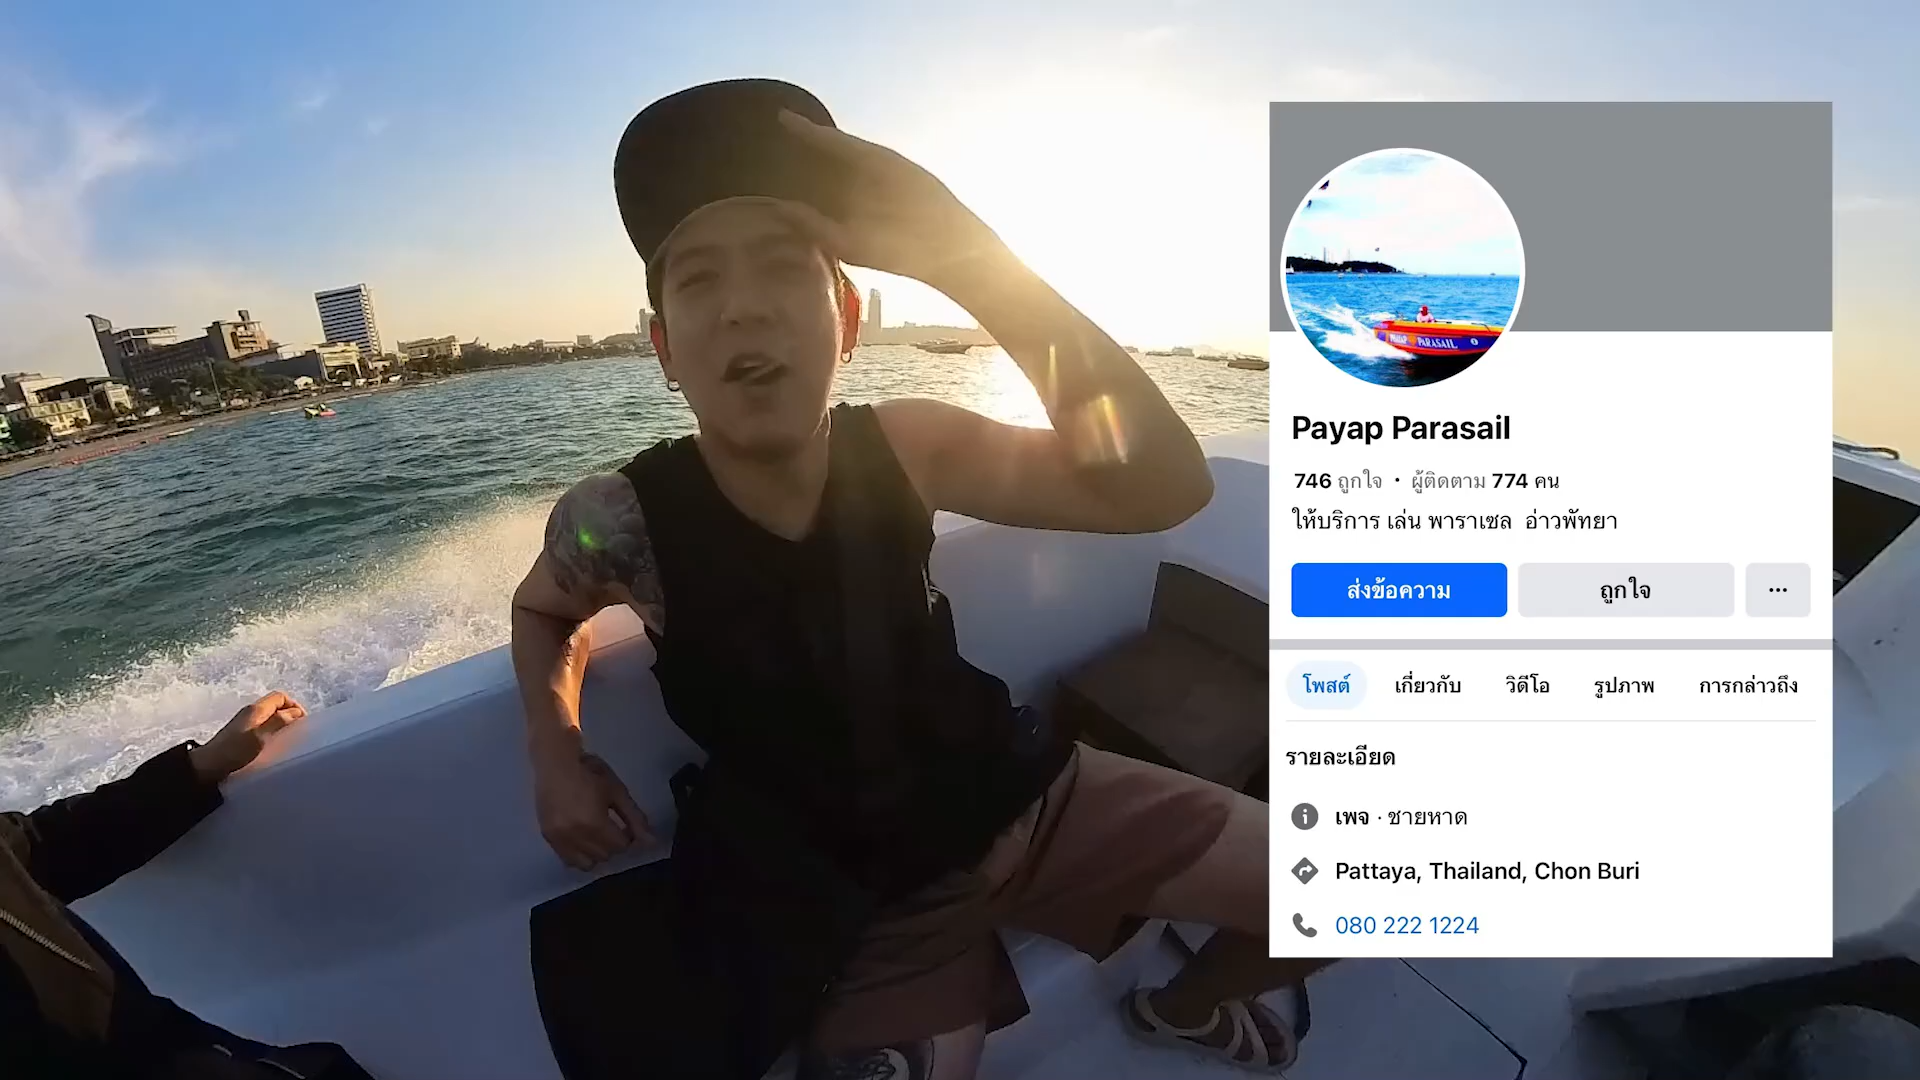 PAYAP PARASAIL
Payap Parasail
746 ถูกใจ · ผู้ติดตาม 774 คน
ให้บริการ เล่น พาราเซล อ่าวพัทยา
ส่งข้อความ ถูกใจ ...
โพสต์ เกี่ยวกับ วิดีโอ รูปภาพ การกล่าวถึง
รายละเอียด
เพจ · ชายหาด
Pattaya, Thailand, Chon Buri
080 222 1224